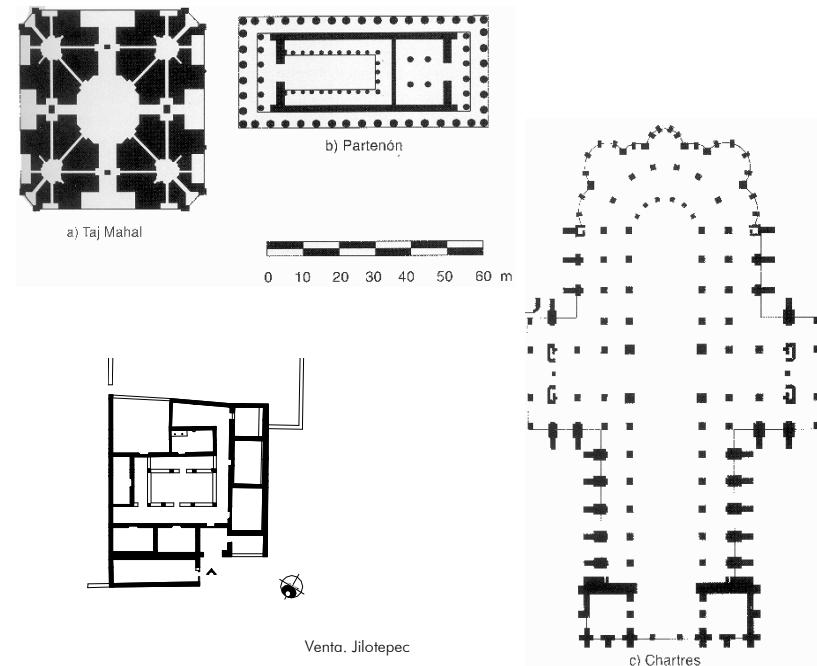 a) Taj Mahal
b) Partenón
0 10 20 30 40 50 60 m
Venta. Jilotepec
c) Chartres